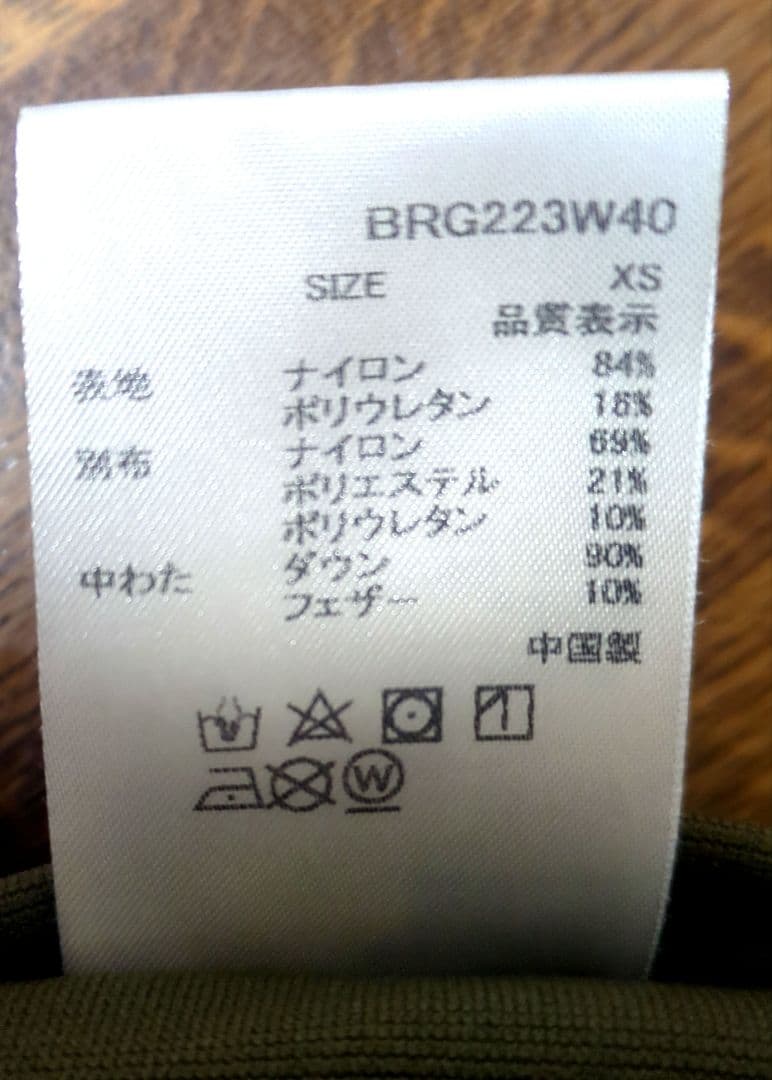 BRG223W40
SIZE XS
品質表示
表地 ナイロン 84%
ポリウレタン 16%
別布 ナイロン 69%
ポリエステル 21%
ポリウレタン 10%
中わた ダウン 90%
フェザー 10%
中国製
W